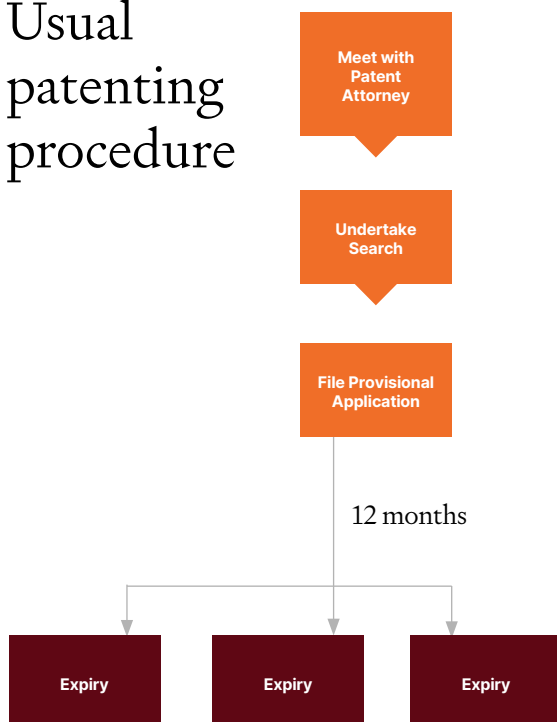 Usual
patenting
procedure
Meet with
Patent
Attorney
Undertake
Search
File Provisional
Application
12 months
Expiry
Expiry
Expiry